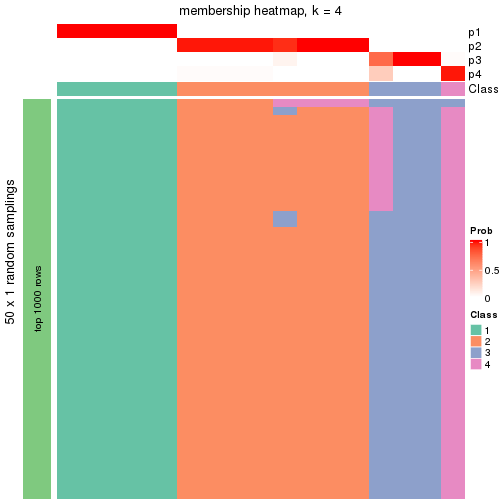 membership heatmap, k = 4
p1
p2
p3
p4
Class
50 x 1 random samplings
top 1000 rows
Prob
1
0.5
0
Class
1
2
3
4